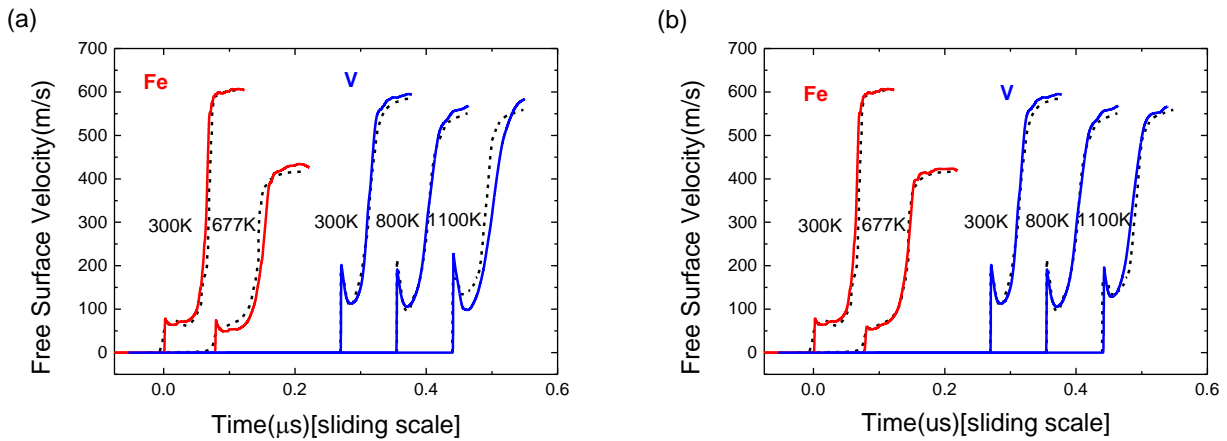 (a)
700
600
500
400
300
200
100
0
Free Surface Velocity(m/s)
Fe
V
300K
677K
300K
800K
1100K
0.0
0.2
0.4
0.6
Time(μs)[sliding scale]
(b)
700
600
500
400
300
200
100
0
Free Surface Velocity(m/s)
Fe
V
300K
677K
300K
800K
1100K
0.0
0.2
0.4
0.6
Time(us)[sliding scale]